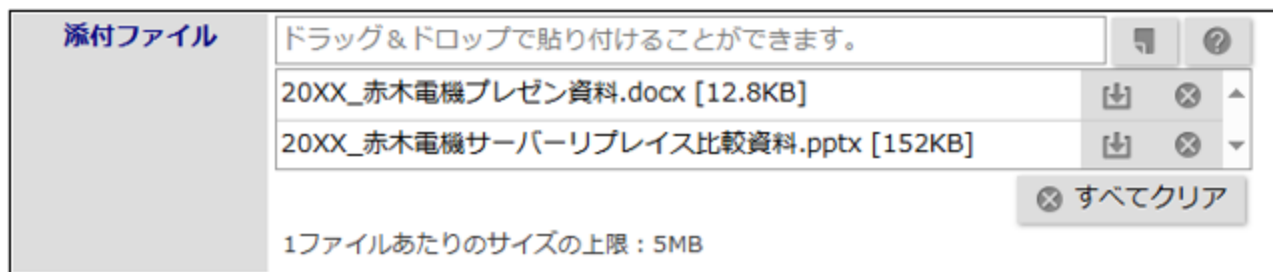 添付ファイル
ドラッグ＆ドロップで貼り付けることができます。
20XX_赤木電機プレゼン資料.docx [12.8KB]
20XX_赤木電機サーバーリプレイス比較資料.pptx [152KB]
すべてクリア
1ファイルあたりのサイズの上限：5MB